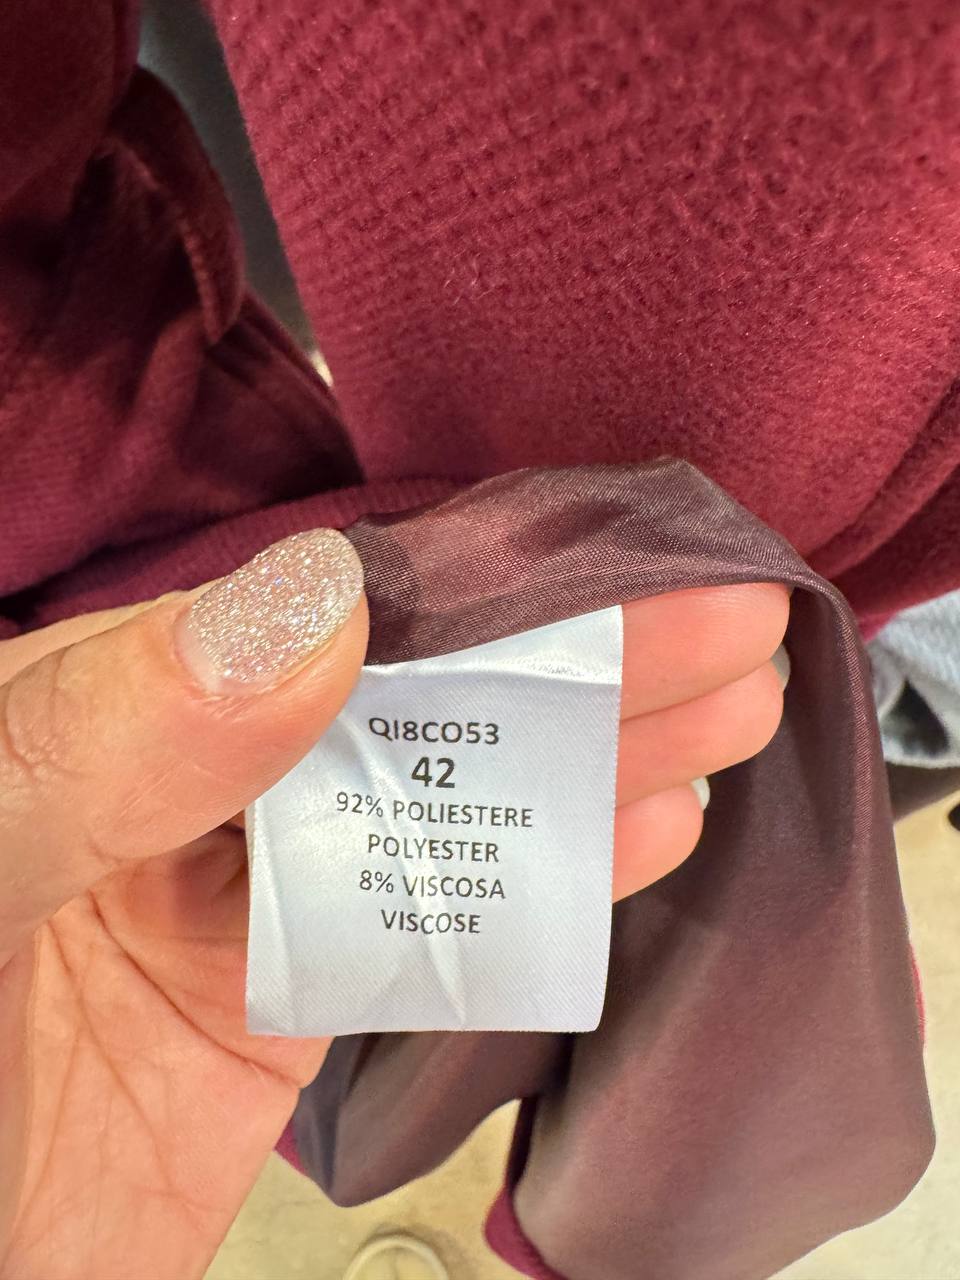 QI8CO53
42
92% POLIESTERE
POLYESTER
8% VISCOSA
VISCOSE